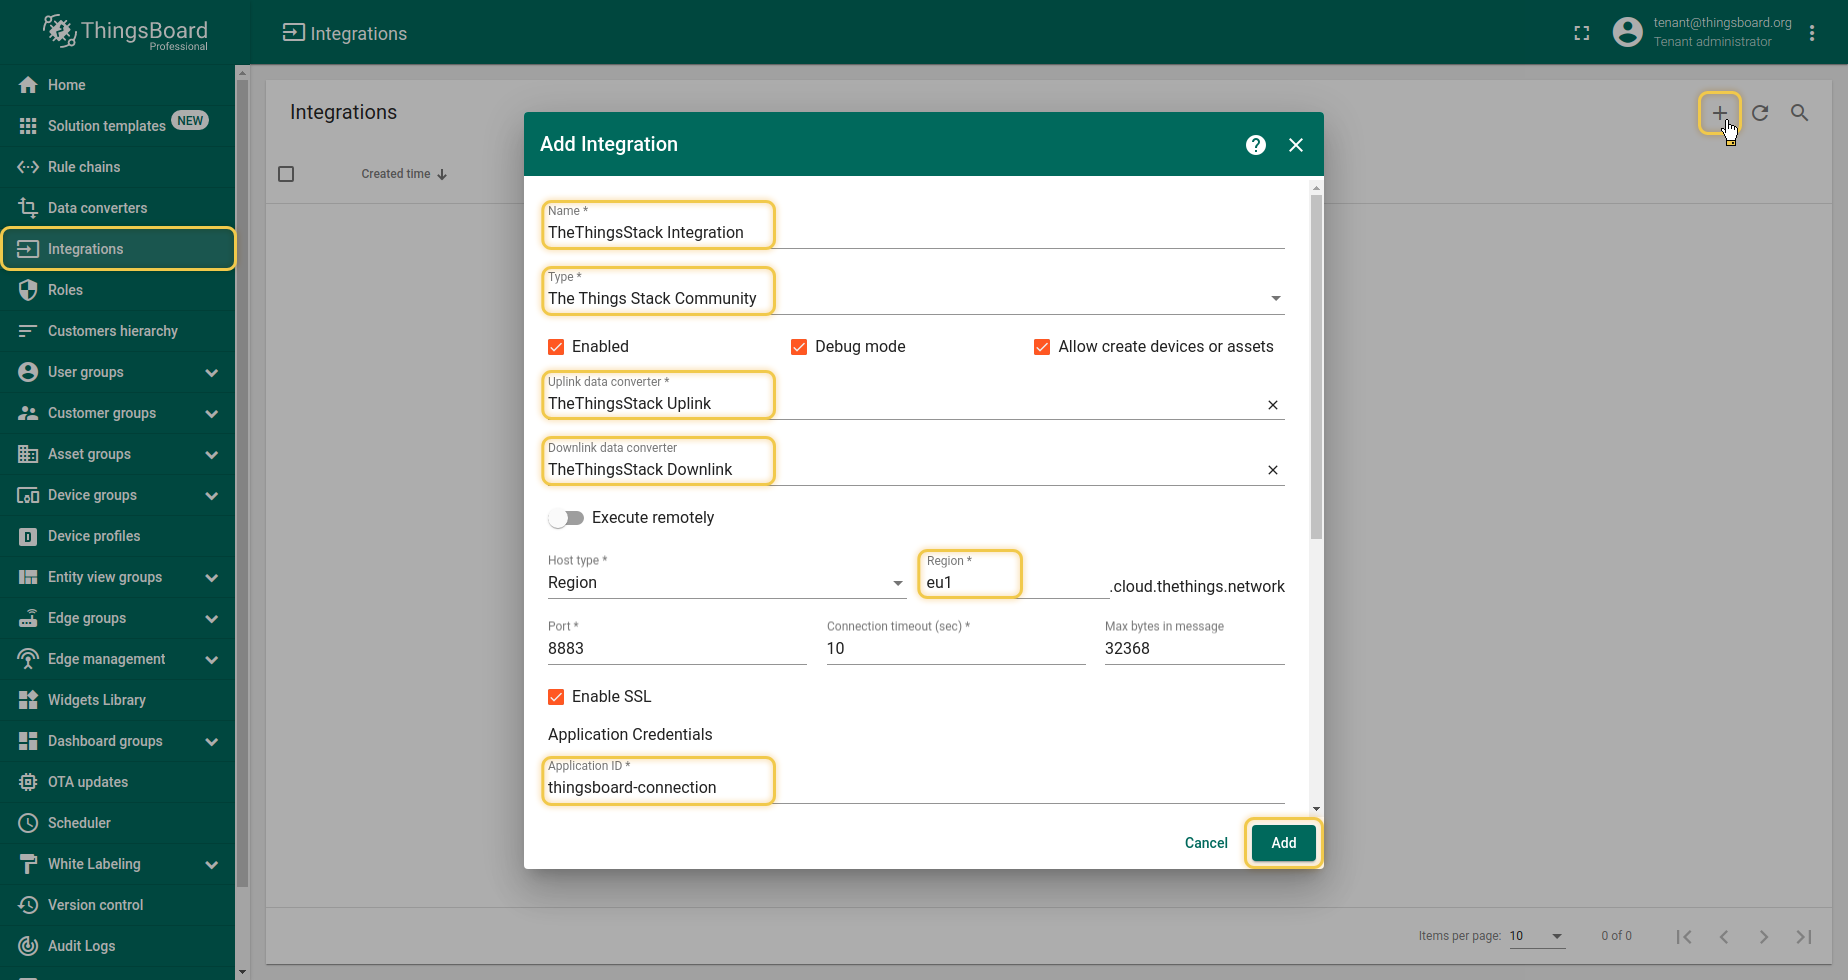 ThingsBoard
Professional
Integrations
tenant@thingsboard.org
Tenant administrator
Home
Solution templates NEW
Rule chains
Data converters
Integrations
Roles
Customers hierarchy
User groups
Customer groups
Asset groups
Device groups
Device profiles
Entity view groups
Edge groups
Edge management
Widgets Library
Dashboard groups
OTA updates
Scheduler
White Labeling
Version control
Audit Logs
Integrations
Created time
Add Integration
Name *
TheThingsStack Integration
Type *
The Things Stack Community
Enabled Debug mode Allow create devices or assets
Uplink data converter *
TheThingsStack Uplink
Downlink data converter
TheThingsStack Downlink
Execute remotely
Host type * Region *
Region eu1 .cloud.thethings.network
Port * Connection timeout (sec) * Max bytes in message
8883 10 32368
Enable SSL
Application Credentials
Application ID *
thingsboard-connection
Cancel Add
Items per page: 10 0 of 0